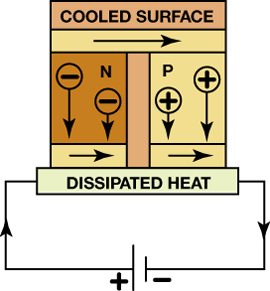 COOLED SURFACE
N P
− − + +
DISSIPATED HEAT
+ −